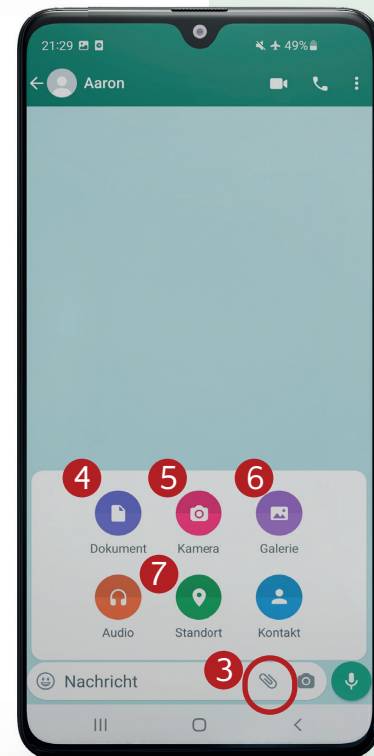 21:29 49%
Aaron
4 5 6
Dokument Kamera Galerie
7
Audio Standort Kontakt
3
Nachricht